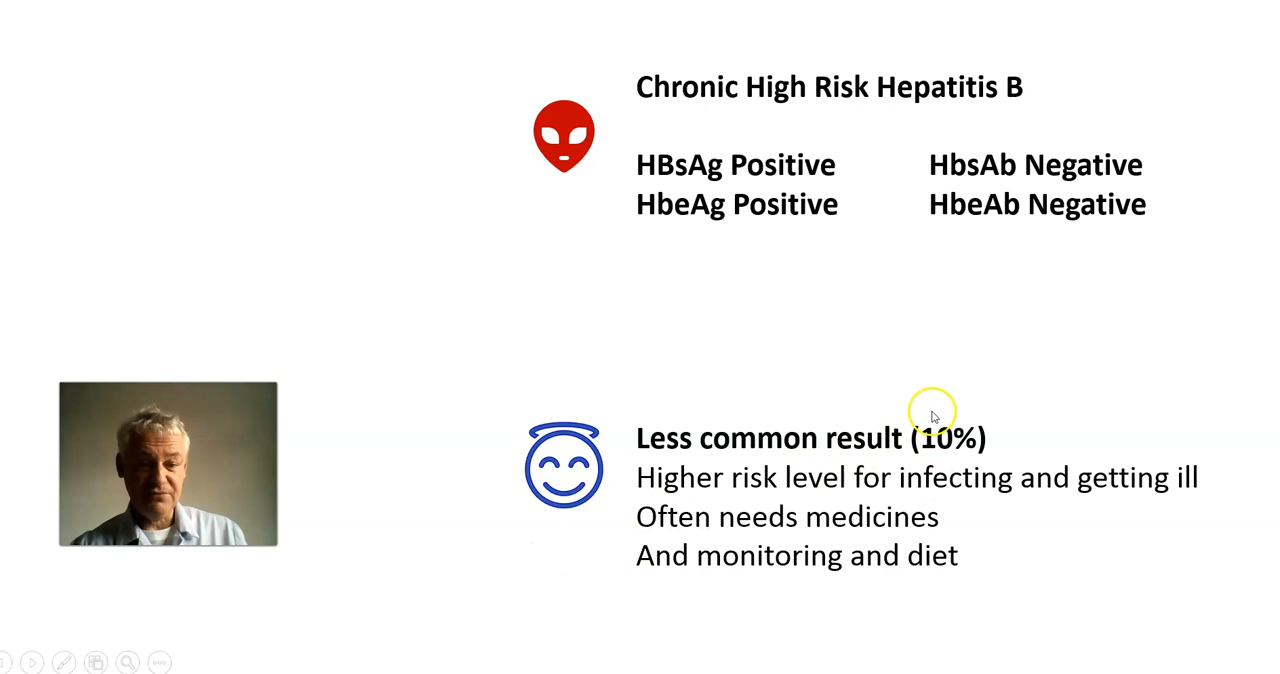 Chronic High Risk Hepatitis B
HBsAg Positive HbsAb Negative
HbeAg Positive HbeAb Negative
Less common result (10%)
Higher risk level for infecting and getting ill
Often needs medicines
And monitoring and diet